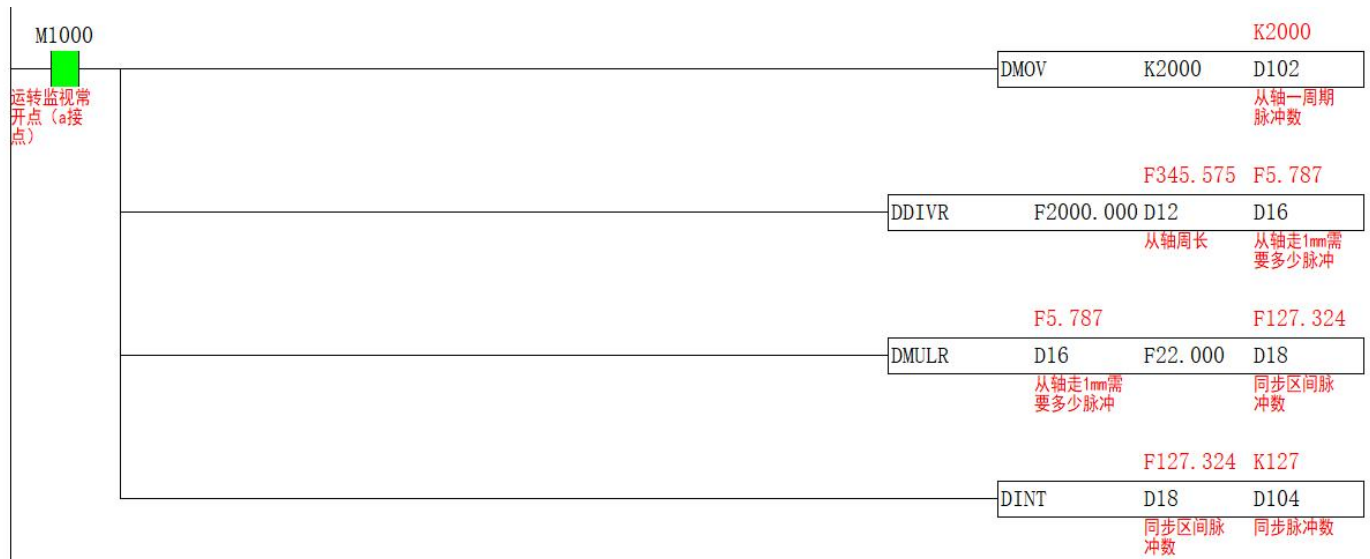 M1000
运转监视常
开点（a接
点）
K2000
DMOV K2000 D102
从轴一周期
脉冲数
F345.575 F5.787
DDIVR F2000.000 D12 D16
从轴周长 从轴走1mm需
要多少脉冲
F5.787 F127.324
DMULR D16 F22.000 D18
从轴走1mm需 同步区间脉
要多少脉冲 冲数
F127.324 K127
DINT D18 D104
同步区间脉 同步脉冲数
冲数